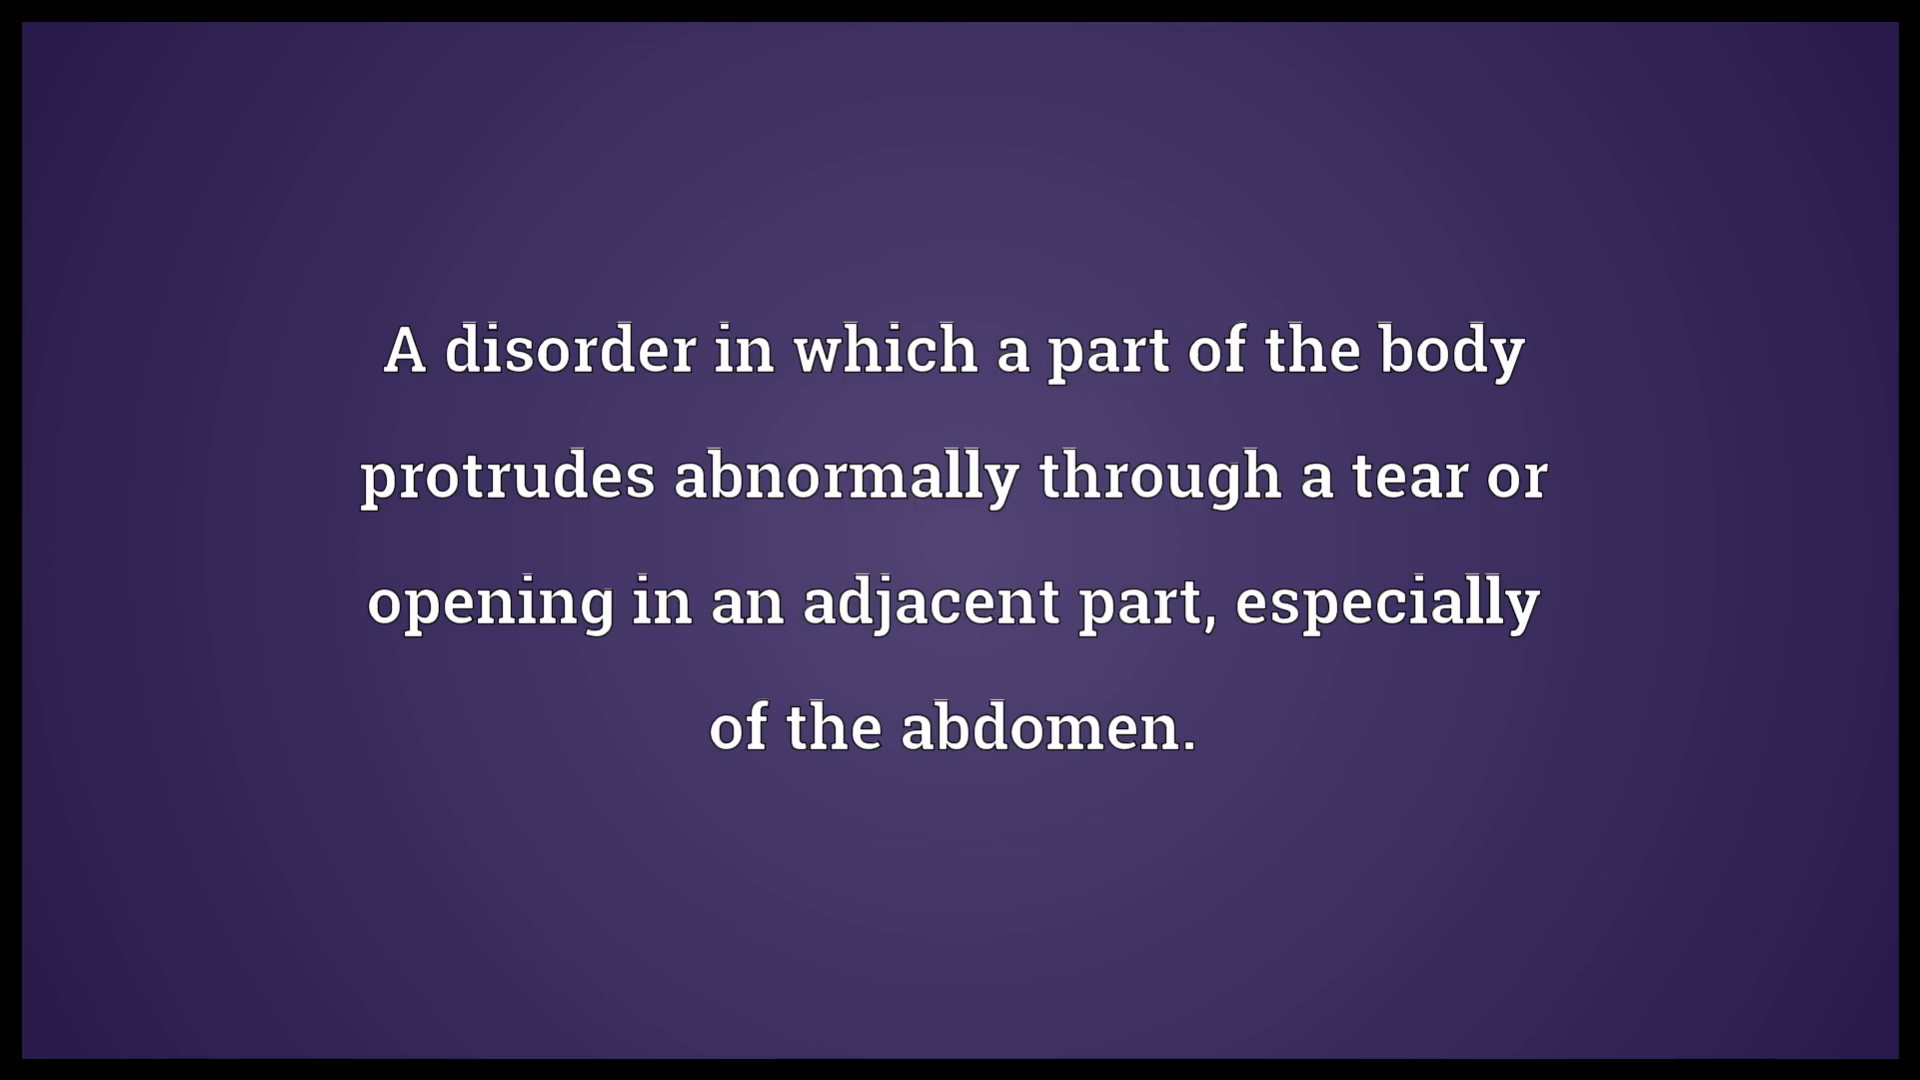 A disorder in which a part of the body
protrudes abnormally through a tear or
opening in an adjacent part, especially
of the abdomen.